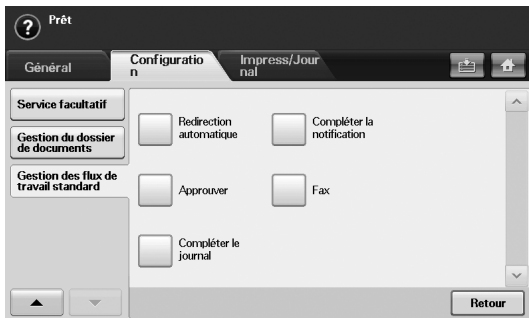 Prêt
Général
Configuratio
n
Impress/Jour
nal
Service facultatif
Gestion du dossier
de documents
Gestion des flux de
travail standard
Redirection
automatique
Compléter la
notification
Approuver
Fax
Compléter le
journal
Retour